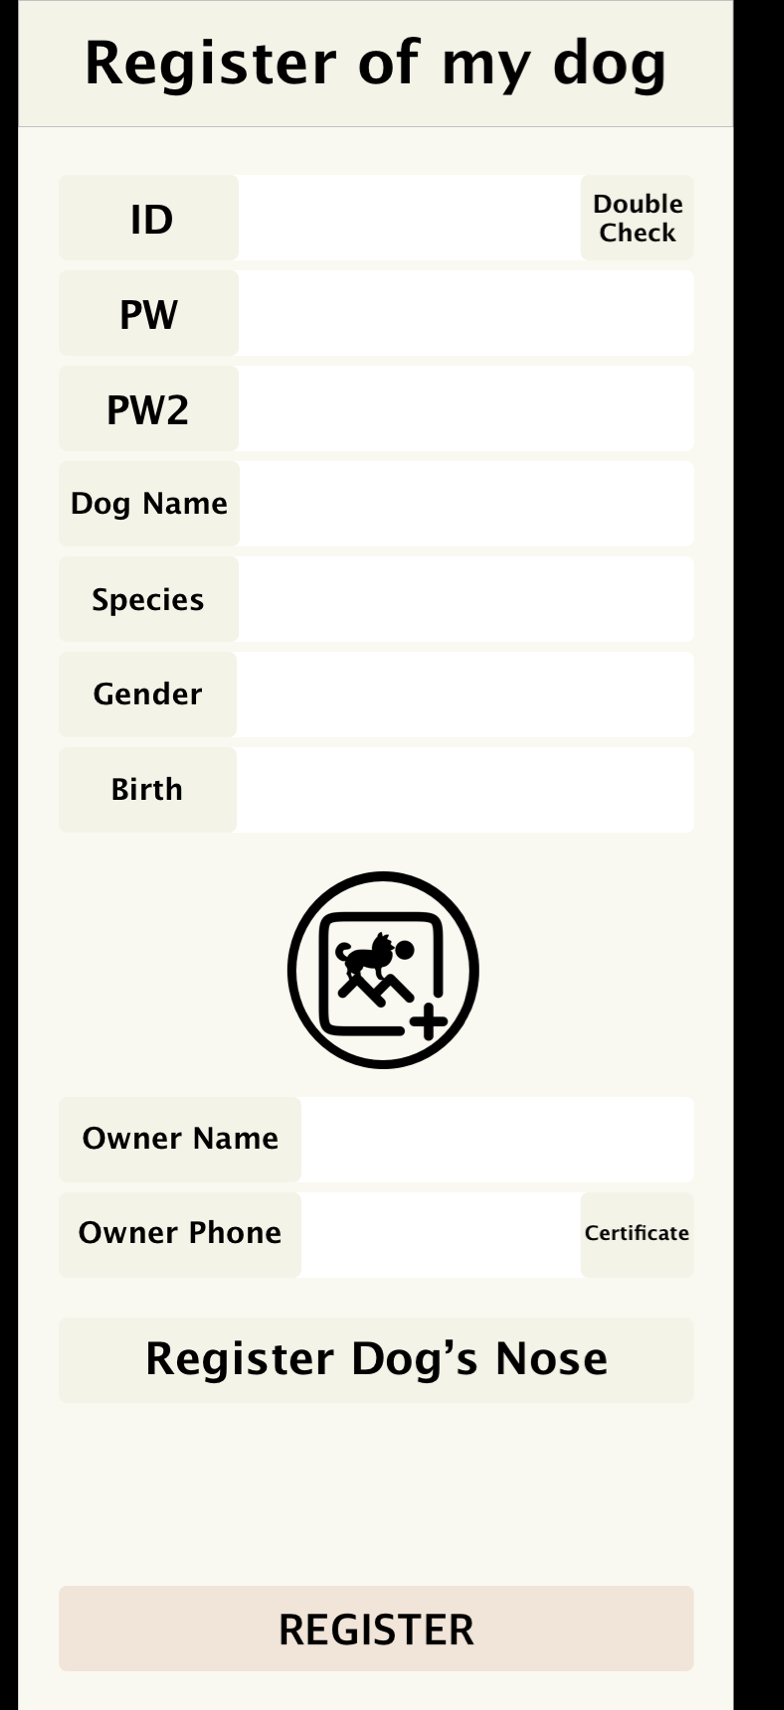 Register of my dog
ID
Double
Check
PW
PW2
Dog Name
Species
Gender
Birth
Owner Name
Owner Phone
Certificate
Register Dog’s Nose
REGISTER